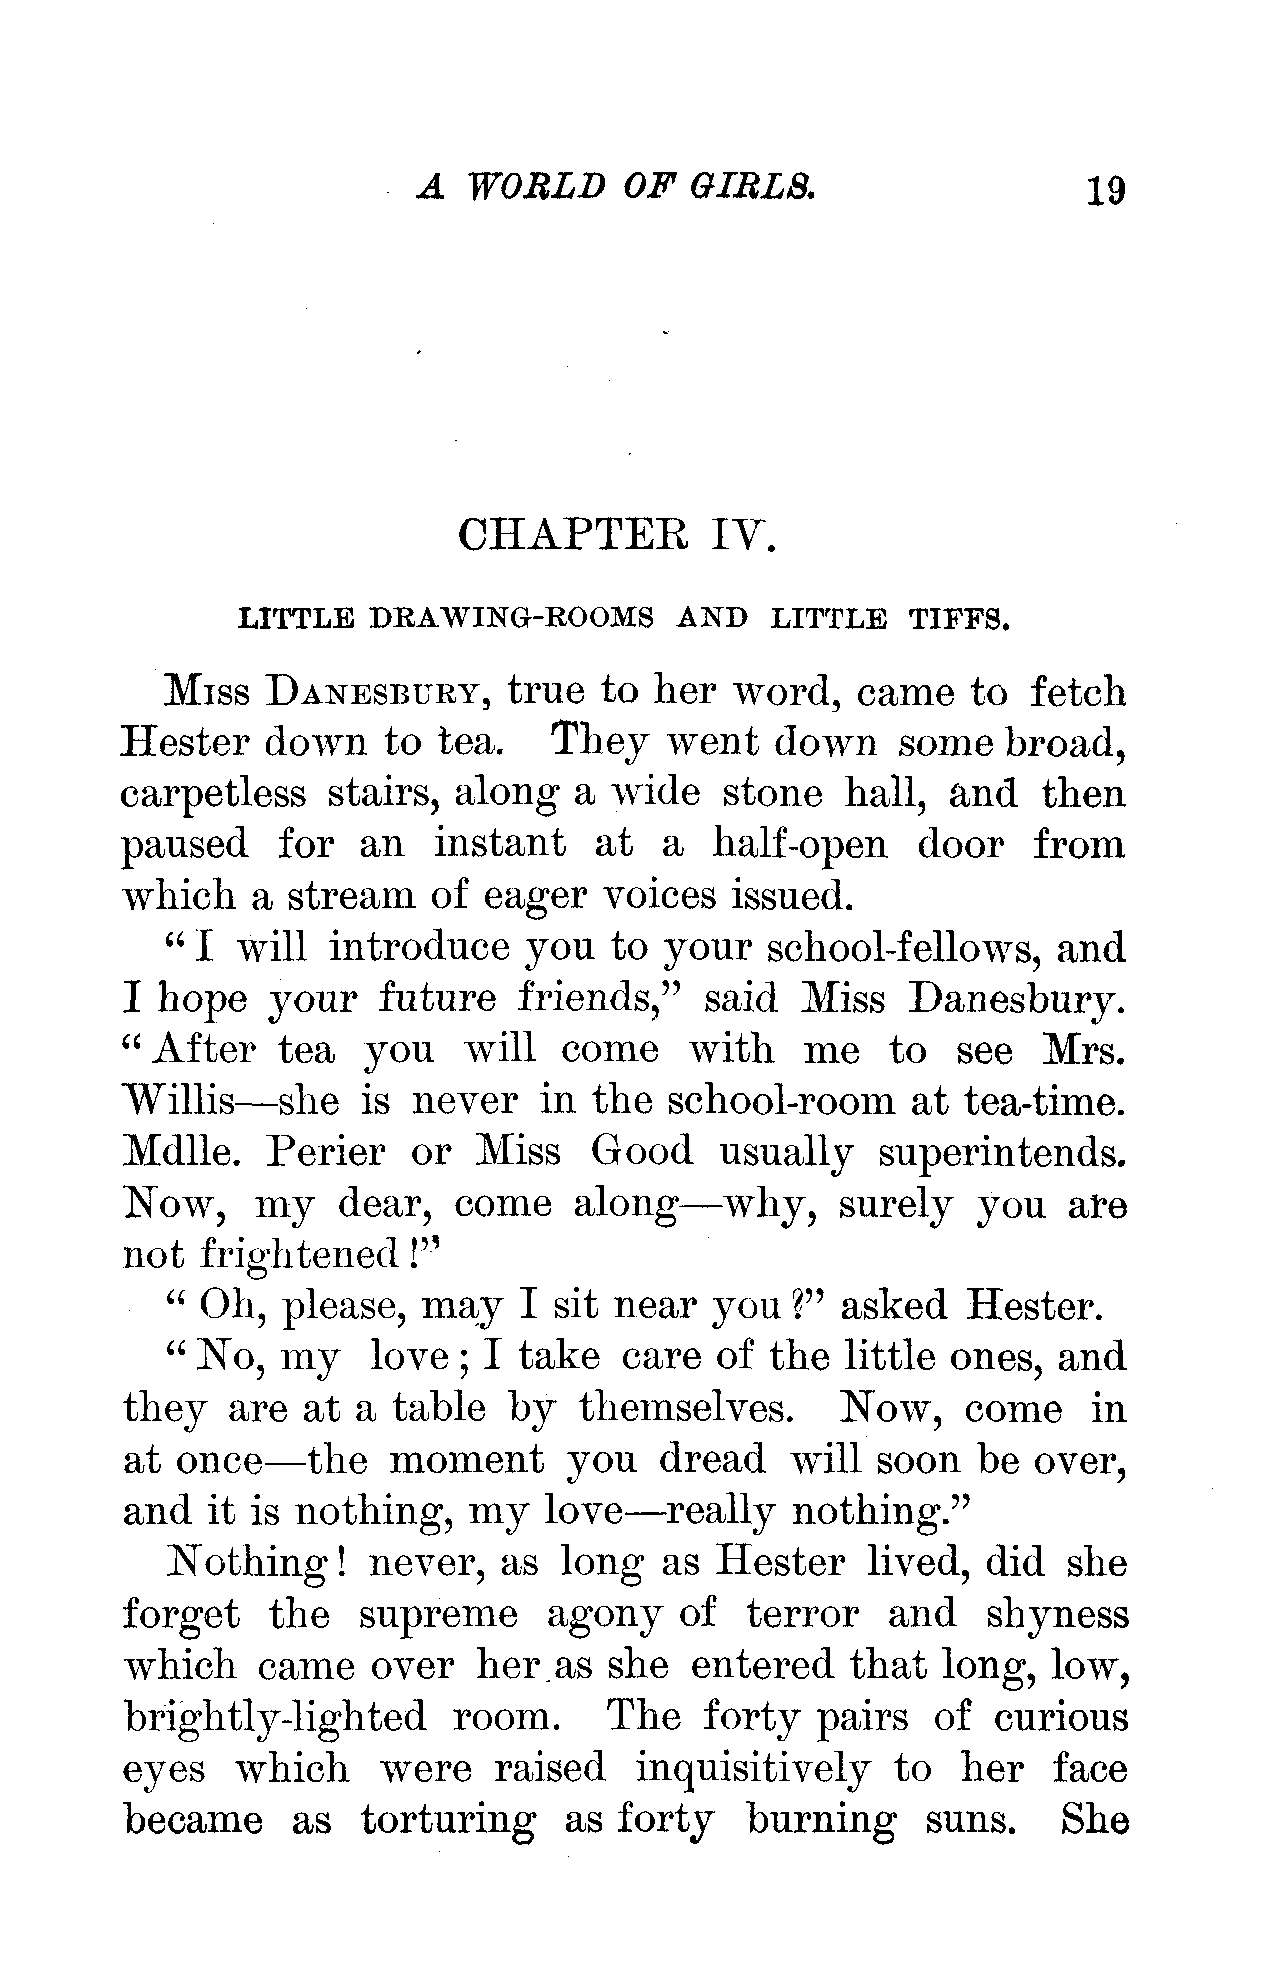 A WORLD OF GIRLS. 19
CHAPTER IV.
LITTLE DRAWING-ROOMS AND LITTLE TIFFS.
MISS DANESBURY, true to her word, came to fetch
Hester down to tea. They went down some broad,
carpetless stairs, along a wide stone hall, and then
paused for an instant at a half-open door from
which a stream of eager voices issued.
“I will introduce you to your school-fellows, and
I hope your future friends,” said Miss Danesbury.
“After tea you will come with me to see Mrs.
Willis—she is never in the school-room at tea-time.
Mdlle. Perier or Miss Good usually superintends.
Now, my dear, come along—why, surely you are
not frightened!”
“Oh, please, may I sit near you?” asked Hester.
“No, my love; I take care of the little ones, and
they are at a table by themselves. Now, come in
at once—the moment you dread will soon be over,
and it is nothing, my love—really nothing.”
Nothing! never, as long as Hester lived, did she
forget the supreme agony of terror and shyness
which came over her as she entered that long, low,
brightly-lighted room. The forty pairs of curious
eyes which were raised inquisitively to her face
became as torturing as forty burning suns. She